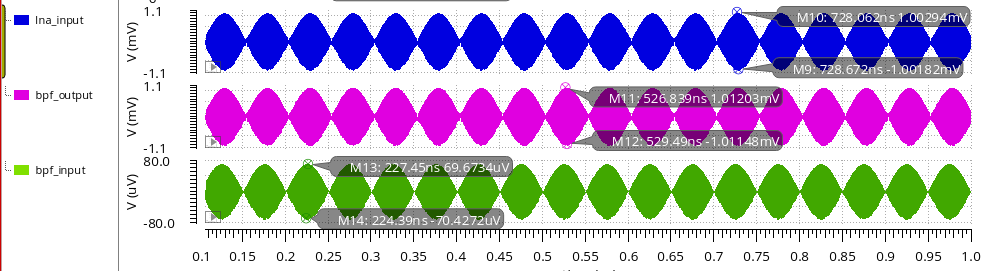 lna_input
bpf_output
bpf_input
V (mV)
1.1
-1.1
M10: 728.062ns 1.00294mV
M9: 728.672ns -1.00182mV
V (mV)
1.1
-1.1
M11: 526.839ns 1.01203mV
M12: 529.49ns -1.01148mV
V (uV)
80.0
-80.0
M13: 227.45ns 69.6734uV
M14: 224.39ns -70.4272uV
0.1 0.15 0.2 0.25 0.3 0.35 0.4 0.45 0.5 0.55 0.6 0.65 0.7 0.75 0.8 0.85 0.9 0.95 1.0